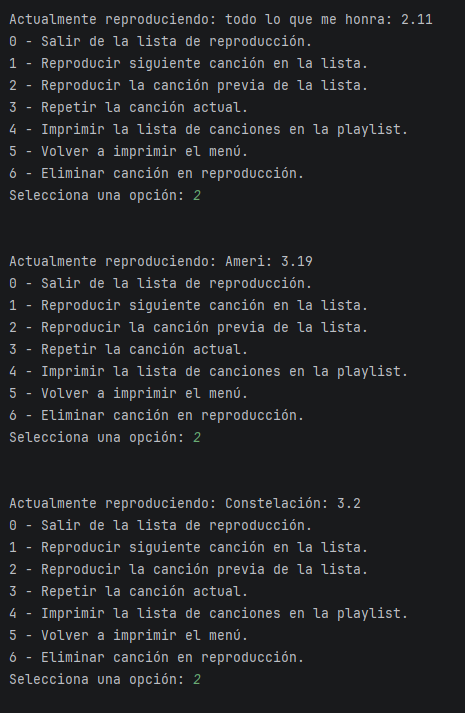 Actualmente reproduciendo: todo lo que me honra: 2.11
0 - Salir de la lista de reproducción.
1 - Reproducir siguiente canción en la lista.
2 - Reproducir la canción previa de la lista.
3 - Repetir la canción actual.
4 - Imprimir la lista de canciones en la playlist.
5 - Volver a imprimir el menú.
6 - Eliminar canción en reproducción.
Selecciona una opción: 2
Actualmente reproduciendo: Ameri: 3.19
0 - Salir de la lista de reproducción.
1 - Reproducir siguiente canción en la lista.
2 - Reproducir la canción previa de la lista.
3 - Repetir la canción actual.
4 - Imprimir la lista de canciones en la playlist.
5 - Volver a imprimir el menú.
6 - Eliminar canción en reproducción.
Selecciona una opción: 2
Actualmente reproduciendo: Constelación: 3.2
0 - Salir de la lista de reproducción.
1 - Reproducir siguiente canción en la lista.
2 - Reproducir la canción previa de la lista.
3 - Repetir la canción actual.
4 - Imprimir la lista de canciones en la playlist.
5 - Volver a imprimir el menú.
6 - Eliminar canción en reproducción.
Selecciona una opción: 2